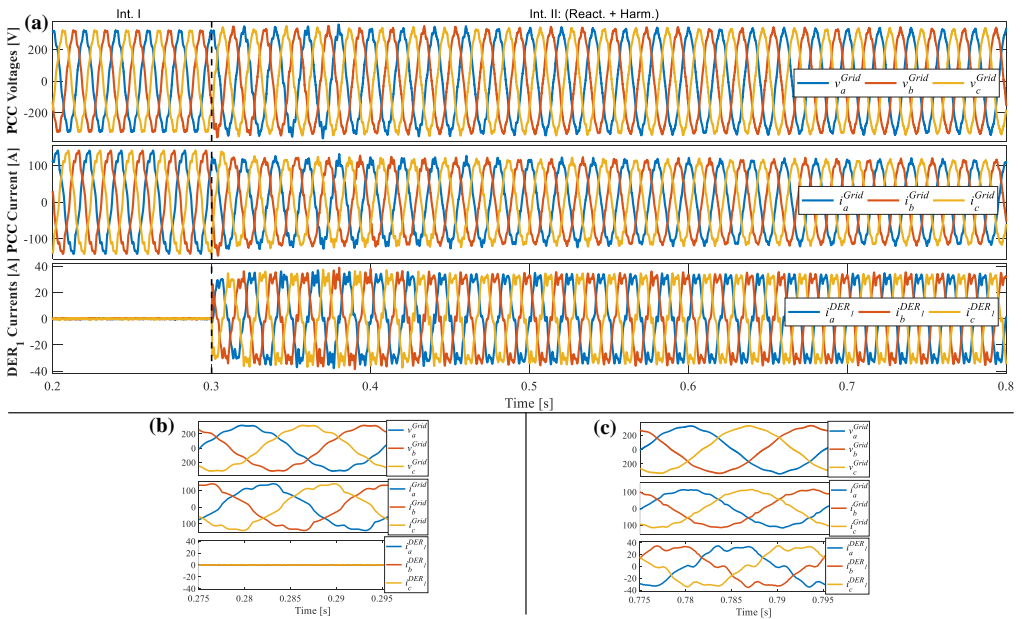 Int. I
Int. II: (React. + Harm.)
(a)
PCC Voltages [V]
200
0
-200
v_a^Grid v_b^Grid v_c^Grid
PCC Current [A]
100
0
-100
i_a^Grid i_b^Grid i_c^Grid
DER_1 Currents [A]
40
20
0
-20
-40
i_a^DER_1 i_b^DER_1 i_c^DER_1
0.2 0.3 0.4 0.5 0.6 0.7 0.8
Time [s]
(b)
200
0
200
v_a^Grid
v_b^Grid
v_c^Grid
100
0
100
i_a^Grid
i_b^Grid
i_c^Grid
40
20
0
-20
-40
i_a^DER_1
i_b^DER_1
i_c^DER_1
0.275 0.28 0.285 0.29 0.295
Time [s]
(c)
200
0
200
v_a^Grid
v_b^Grid
v_c^Grid
100
0
100
i_a^Grid
i_b^Grid
i_c^Grid
40
20
0
-20
-40
i_a^DER_1
i_b^DER_1
i_c^DER_1
0.775 0.78 0.785 0.79 0.795
Time [s]